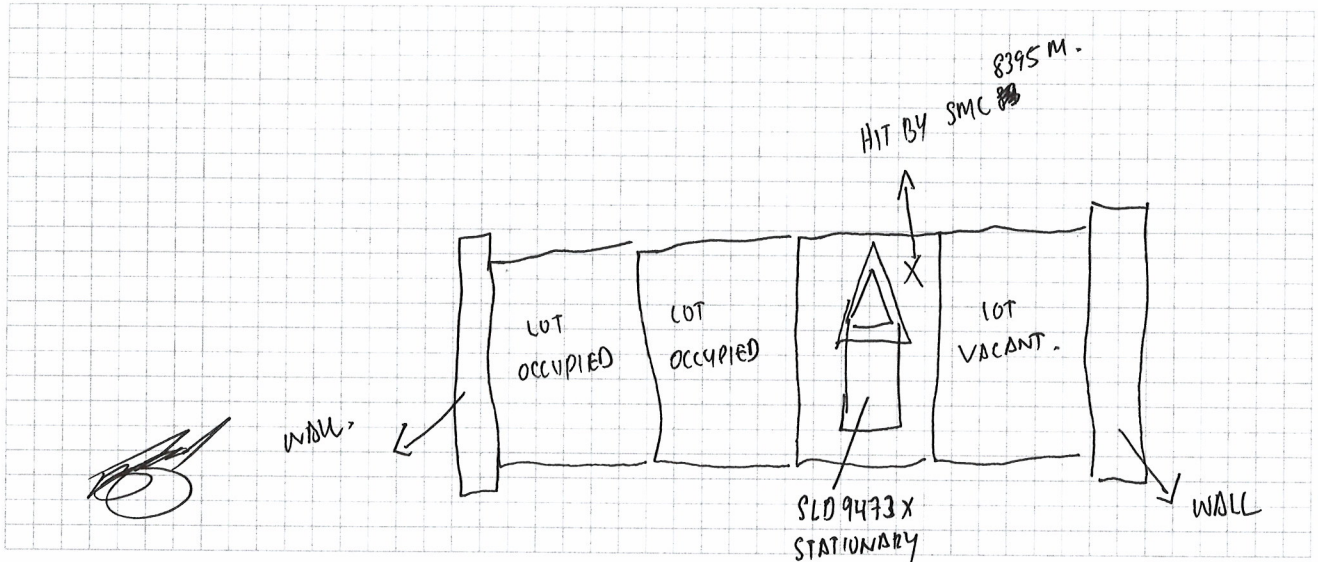 8395 M.
HIT BY SMC
LOT
OCCUPIED
LOT
OCCUPIED
LOT
VACANT.
WALL.
WALL
SLD 9473 X
STATIONARY